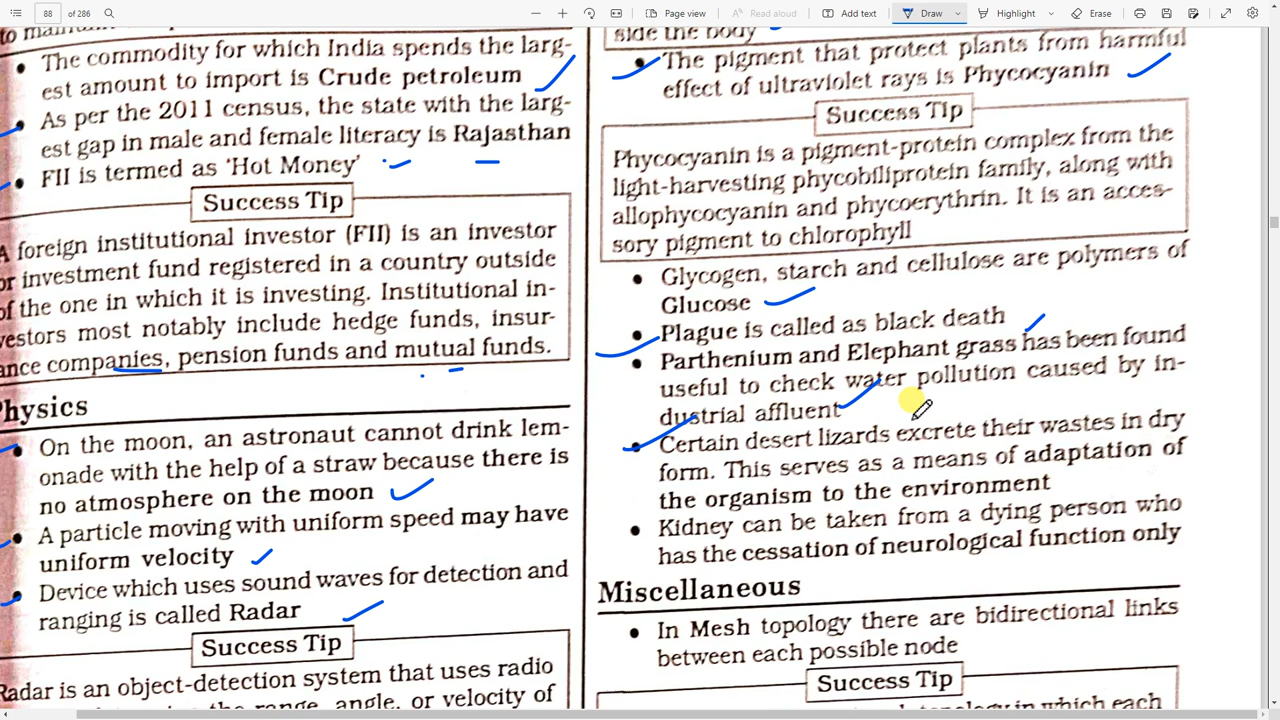 88
of 286
Page view
Read aloud
Add text
Draw
Highlight
Erase
to
The commodity for which India spends the larg-
est amount to import is Crude petroleum
As per the 2011 census, the state with the larg-
est gap in male and female literacy is Rajasthan
FII is termed as 'Hot Money'
Success Tip
A foreign institutional investor (FII) is an investor
or investment fund registered in a country outside
of the one in which it is investing. Institutional in-
vestors most notably include hedge funds, insur-
ance companies, pension funds and mutual funds.
Physics
On the moon, an astronaut cannot drink lem-
onade with the help of a straw because there is
no atmosphere on the moon
A particle moving with uniform speed may have
uniform velocity
Device which uses sound waves for detection and
ranging is called Radar
Success Tip
Radar is an object-detection system that uses radio
the range, angle, or velocity of
side the body
The pigment that protect plants from harmful
effect of ultraviolet rays is Phycocyanin
Success Tip
Phycocyanin is a pigment-protein complex from the
light-harvesting phycobiliprotein family, along with
allophycocyanin and phycoerythrin. It is an acces-
sory pigment to chlorophyll
Glycogen, starch and cellulose are polymers of
Glucose
Plague is called as black death
Parthenium and Elephant grass has been found
useful to check water pollution caused by in-
dustrial affluent
Certain desert lizards excrete their wastes in dry
form. This serves as a means of adaptation of
the organism to the environment
Kidney can be taken from a dying person who
has the cessation of neurological function only
Miscellaneous
In Mesh topology there are bidirectional links
between each possible node
Success Tip
topology in which each